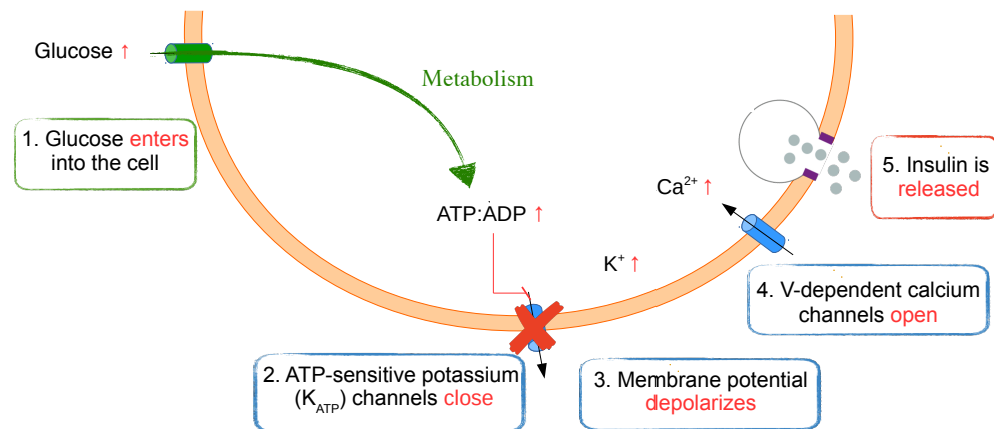 Glucose ↑
Metabolism
1. Glucose enters
into the cell
ATP:ADP ↑
Ca²⁺ ↑
K⁺ ↑
5. Insulin is
released
4. V-dependent calcium
channels open
2. ATP-sensitive potassium
(K_ATP) channels close
3. Membrane potential
depolarizes